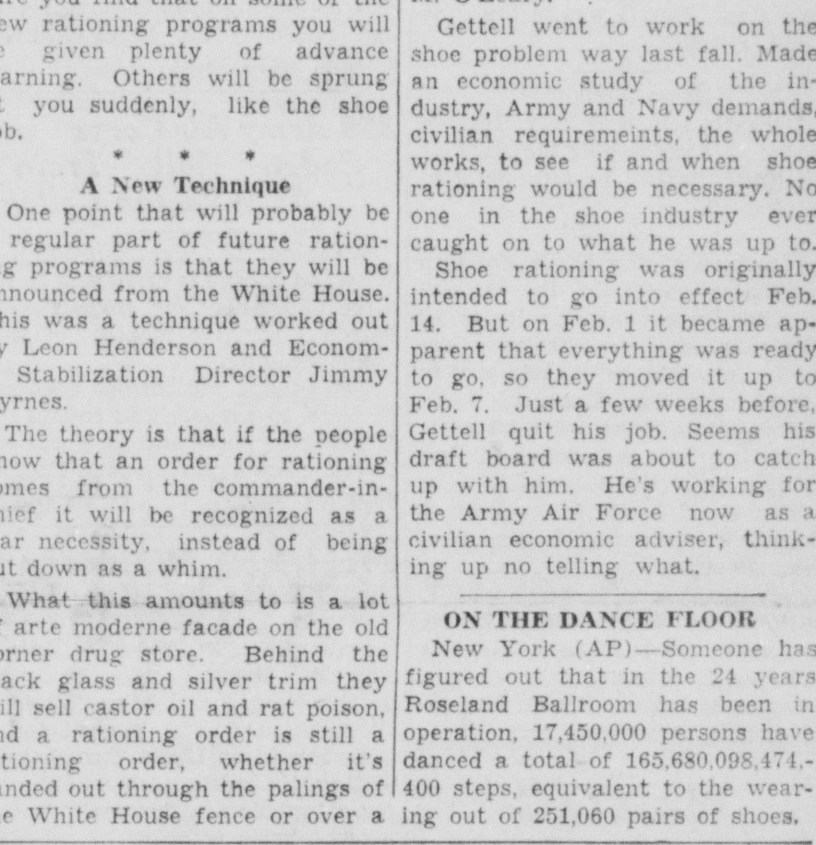 ew rationing programs you will
e given plenty of advance
arning. Others will be sprung
t you suddenly, like the shoe
ob.
* * *
A New Technique
One point that will probably be
regular part of future ration-
g programs is that they will be
nnounced from the White House.
his was a technique worked out
y Leon Henderson and Econom-
Stabilization Director Jimmy
yrnes.
The theory is that if the people
now that an order for rationing
omes from the commander-in-
hief it will be recognized as a
ar necessity, instead of being
ut down as a whim.
What this amounts to is a lot
f arte moderne facade on the old
orner drug store. Behind the
lack glass and silver trim they
ill sell castor oil and rat poison,
nd a rationing order is still a
tioning order, whether it's
anded out through the palings of
e White House fence or over a
Gettell went to work on the
shoe problem way last fall. Made
an economic study of the in-
dustry, Army and Navy demands,
civilian requiremeints, the whole
works, to see if and when shoe
rationing would be necessary. No
one in the shoe industry ever
caught on to what he was up to.
Shoe rationing was originally
intended to go into effect Feb.
14. But on Feb. 1 it became ap-
parent that everything was ready
to go, so they moved it up to
Feb. 7. Just a few weeks before,
Gettell quit his job. Seems his
draft board was about to catch
up with him. He's working for
the Army Air Force now as a
civilian economic adviser, think-
ing up no telling what.
ON THE DANCE FLOOR
New York (AP)—Someone has
figured out that in the 24 years
Roseland Ballroom has been in
operation, 17,450,000 persons have
danced a total of 165,680,098,474,-
400 steps, equivalent to the wear-
ing out of 251,060 pairs of shoes.